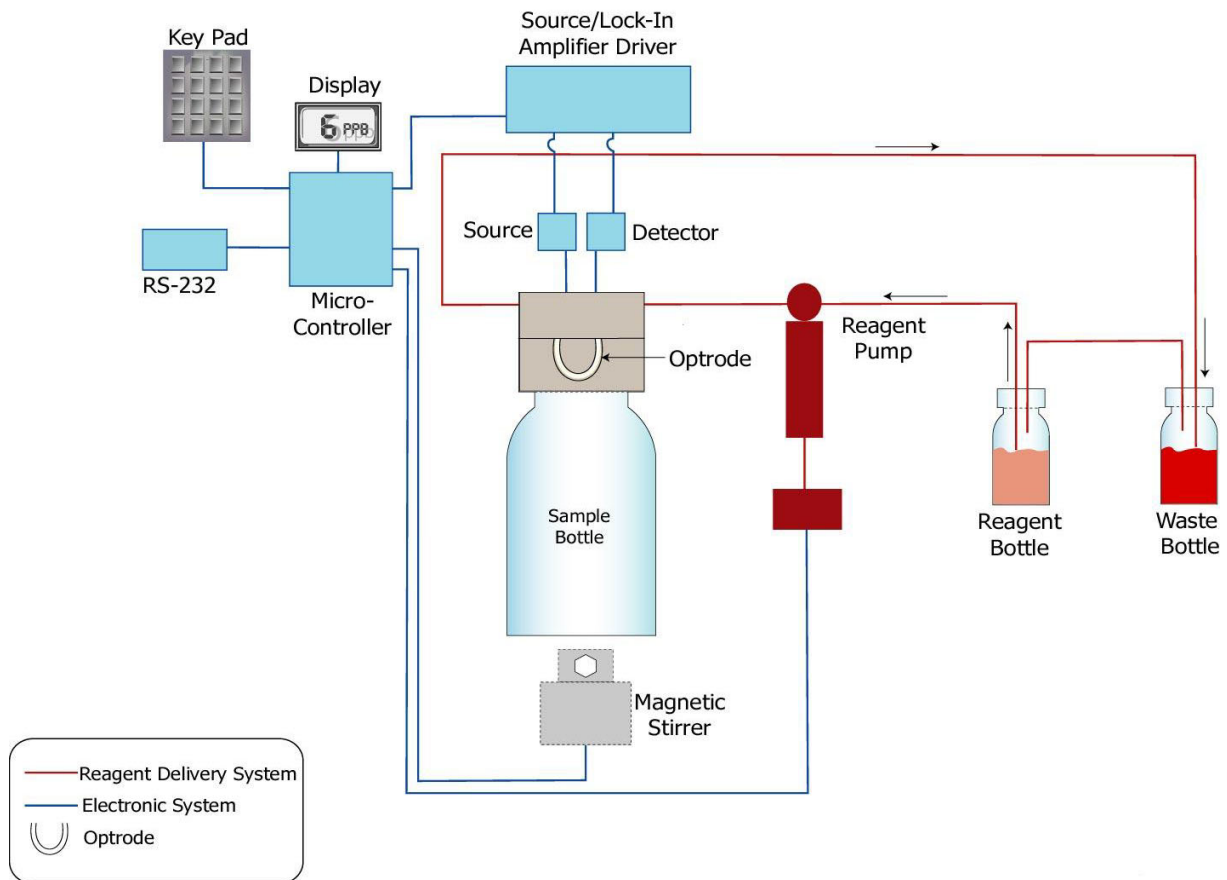 Key Pad
Source/Lock-In
Amplifier Driver
Display
6 PPB
Source
Detector
RS-232
Micro-
Controller
Reagent
Pump
Optrode
Sample
Bottle
Reagent
Bottle
Waste
Bottle
Magnetic
Stirrer
Reagent Delivery System
Electronic System
Optrode